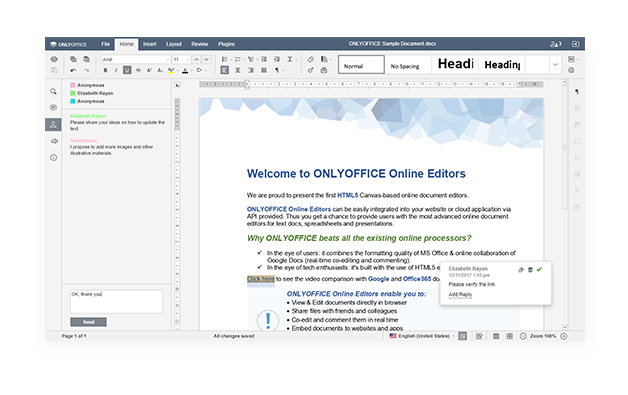 ONLYOFFICE File Home Insert Layout Review Plugins ONLYOFFICE Sample Document.docx 3
Arial 11
Normal No Spacing Headi Heading
Anonymous
Elizabeth Rayan
Anonymous
Elizabeth Rayan
Please share your ideas on how to update the
text.
Anonymous
I propose to add more images and other
illustrative materials.
OK, thank you
Send
Welcome to ONLYOFFICE Online Editors
We are proud to present the first HTML5 Canvas-based online document editors.
ONLYOFFICE Online Editors can be easily integrated into your website or cloud application via
API provided. Thus you get a chance to provide users with the most advanced online document
editors for text docs, spreadsheets and presentations.
Why ONLYOFFICE beats all the existing online processors?
✓ In the eye of users: it combines the formatting quality of MS Office & online collaboration of
Google Docs (real-time co-editing and commenting).
✓ In the eye of tech enthusiasts: it's built with the use of HTML5 e
Click here to see the video comparison with Google and Office365 d
ONLYOFFICE Online Editors enable you to:
• View & Edit documents directly in browser
• Share files with friends and colleagues
• Co-edit and comment them in real time
• Embed documents to websites and apps
Elizabeth Rayan
12/11/2017 1:03 pm
Please verify the link
Add Reply
Page 1 of 1 All changes saved English (United States) Zoom 100%